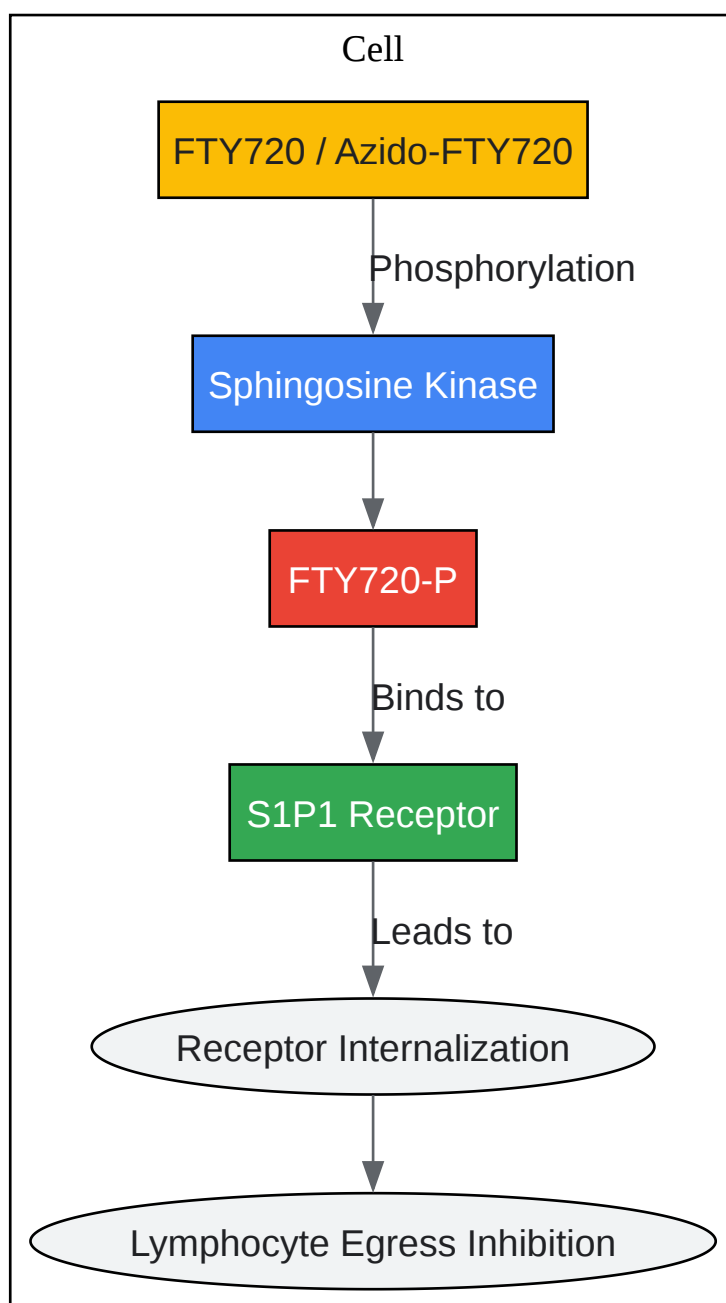 Cell
FTY720 / Azido-FTY720
Phosphorylation
Sphingosine Kinase
FTY720-P
Binds to
S1P1 Receptor
Leads to
Receptor Internalization
Lymphocyte Egress Inhibition